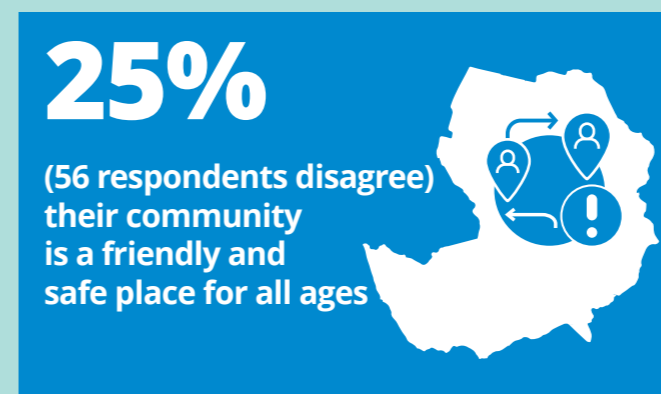 25%
(56 respondents disagree)
their community
is a friendly and
safe place for all ages